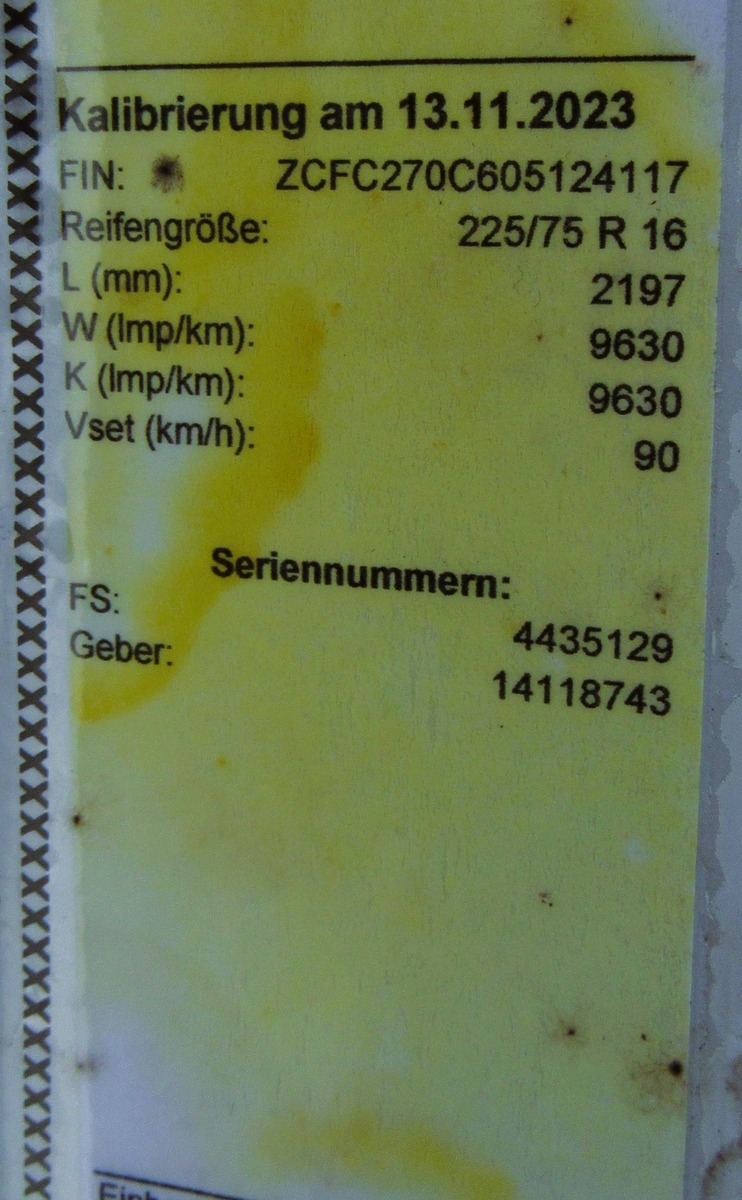 Kalibrierung am 13.11.2023
FIN: ZCFC270C605124117
Reifengröße: 225/75 R 16
L (mm): 2197
W (Imp/km): 9630
K (Imp/km): 9630
Vset (km/h): 90
Seriennummern:
FS: 4435129
Geber: 14118743